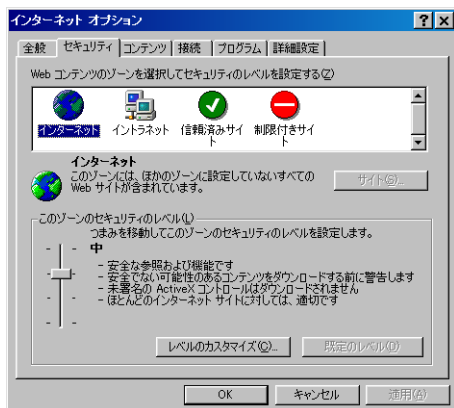 インターネット オプション
全般 セキュリティ コンテンツ 接続 プログラム 詳細設定
Web コンテンツのゾーンを選択してセキュリティのレベルを設定する(Z)
インターネット イントラネット 信頼済みサイト 制限付きサイト
インターネット
このゾーンには、ほかのゾーンに設定していないすべての
Web サイトが含まれています。
サイト(S)...
このゾーンのセキュリティのレベル(L)
つまみを移動してこのゾーンのセキュリティのレベルを設定します。
中
- 安全な参照および機能です
- 安全でない可能性のあるコンテンツをダウンロードする前に警告します
- 未署名の ActiveX コントロールはダウンロードされません
- ほとんどのインターネット サイトに対しては、適切です
レベルのカスタマイズ(C)... 既定のレベル(D)
OK キャンセル 適用(A)